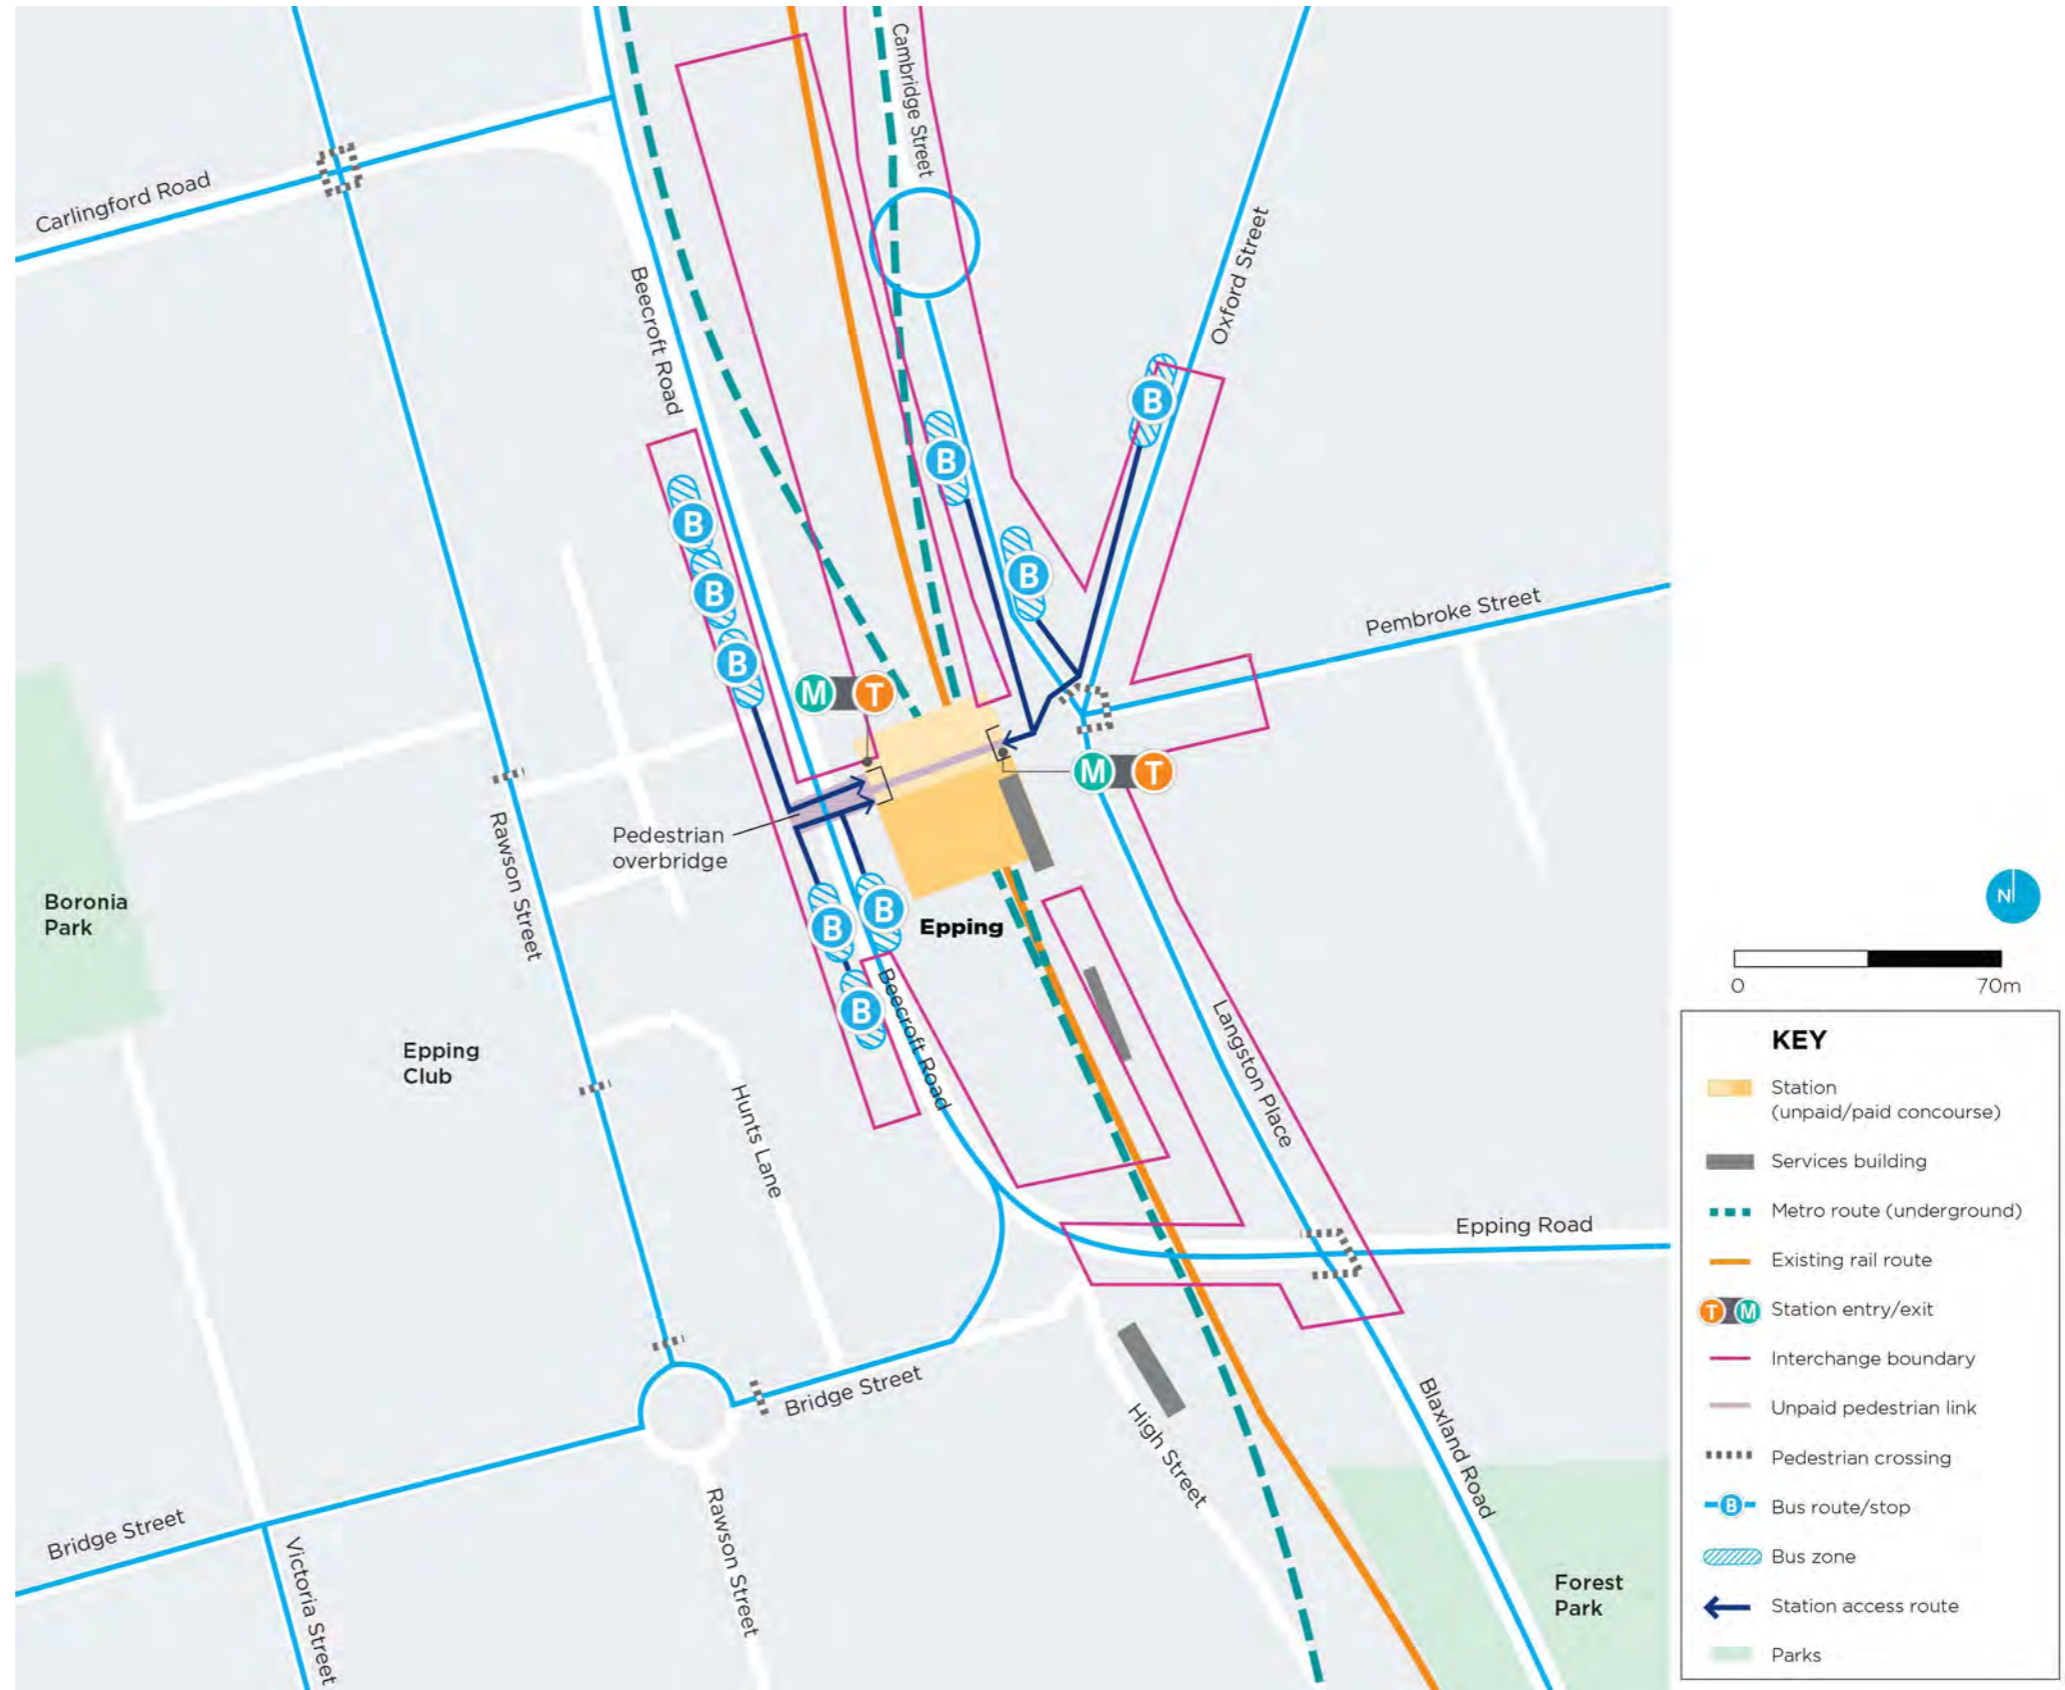 Cambridge Street
Carlingford Road
Beecroft Road
Oxford Street
B
B
B
B
B
B
Pembroke Street
B
M T
M T
Pedestrian
overbridge
Rawson Street
Boronia
Park
B
B
Epping
B
Beecroft Road
Langston Place
Epping
Club
Hunts Lane
Epping Road
Bridge Street
High Street
Blaxland Road
Bridge Street
Victoria Street
Rawson Street
Forest
Park
N
0 70m
KEY
Station
(unpaid/paid concourse)
Services building
Metro route (underground)
Existing rail route
T M Station entry/exit
Interchange boundary
Unpaid pedestrian link
Pedestrian crossing
B Bus route/stop
Bus zone
Station access route
Parks